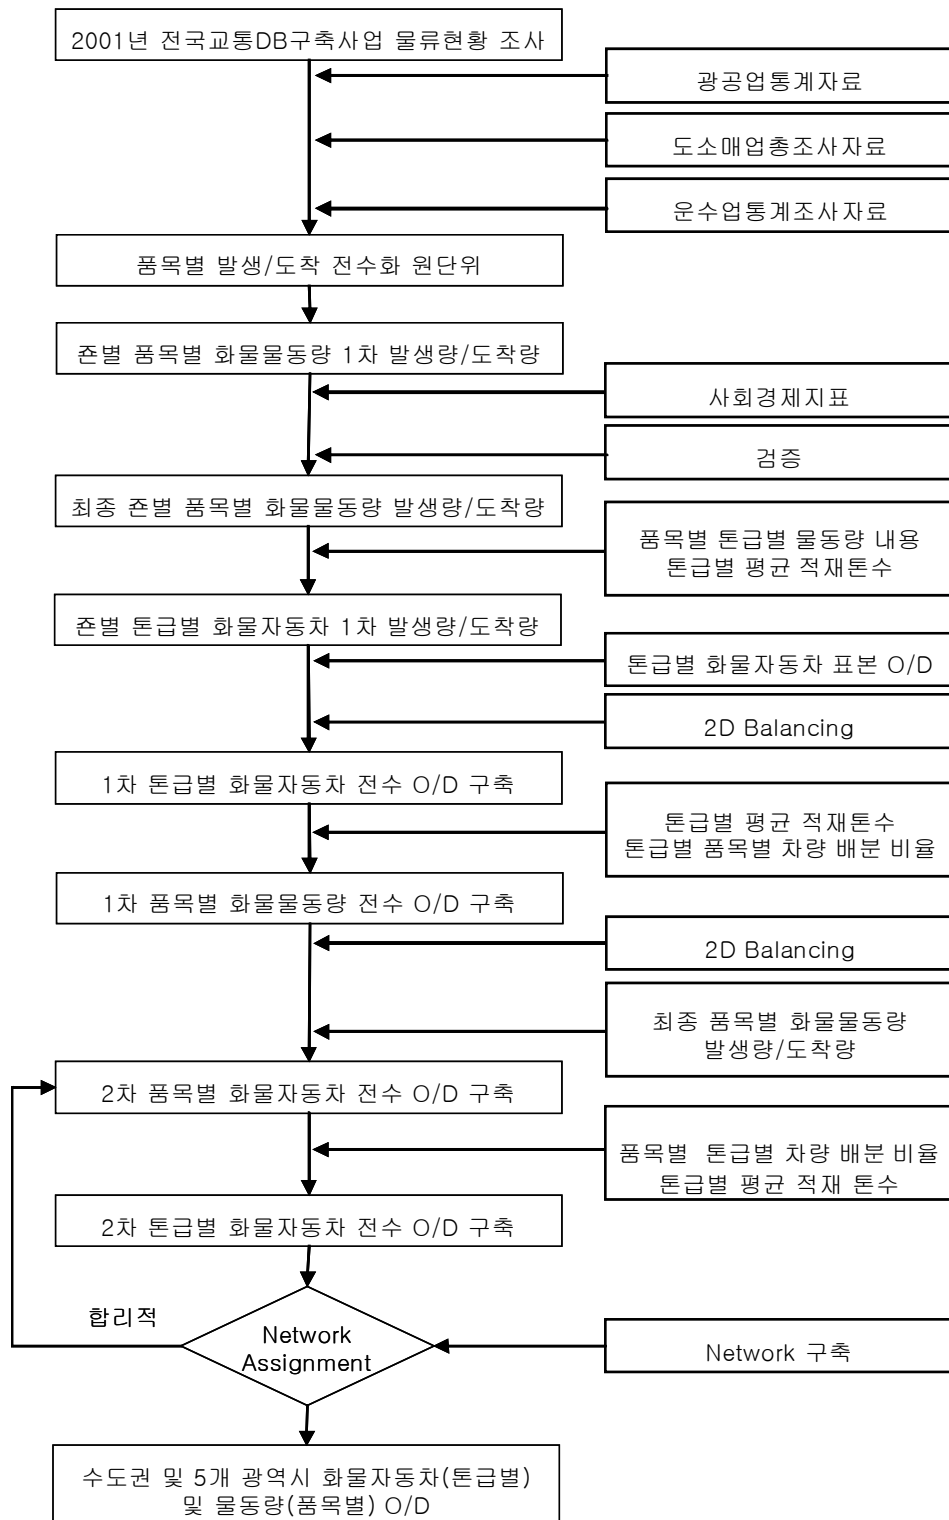 2001년 전국교통DB구축사업 물류현황 조사
광공업통계자료
도소매업총조사자료
운수업통계조사자료
품목별 발생/도착 전수화 원단위
죤별 품목별 화물물동량 1차 발생량/도착량
사회경제지표
검증
최종 죤별 품목별 화물물동량 발생량/도착량
품목별 톤급별 물동량 내용
톤급별 평균 적재톤수
죤별 톤급별 화물자동차 1차 발생량/도착량
톤급별 화물자동차 표본 O/D
2D Balancing
1차 톤급별 화물자동차 전수 O/D 구축
톤급별 평균 적재톤수
톤급별 품목별 차량 배분 비율
1차 품목별 화물물동량 전수 O/D 구축
2D Balancing
최종 품목별 화물물동량
발생량/도착량
2차 품목별 화물자동차 전수 O/D 구축
품목별 톤급별 차량 배분 비율
톤급별 평균 적재 톤수
2차 톤급별 화물자동차 전수 O/D 구축
합리적
Network
Assignment
Network 구축
수도권 및 5개 광역시 화물자동차(톤급별)
및 물동량(품목별) O/D